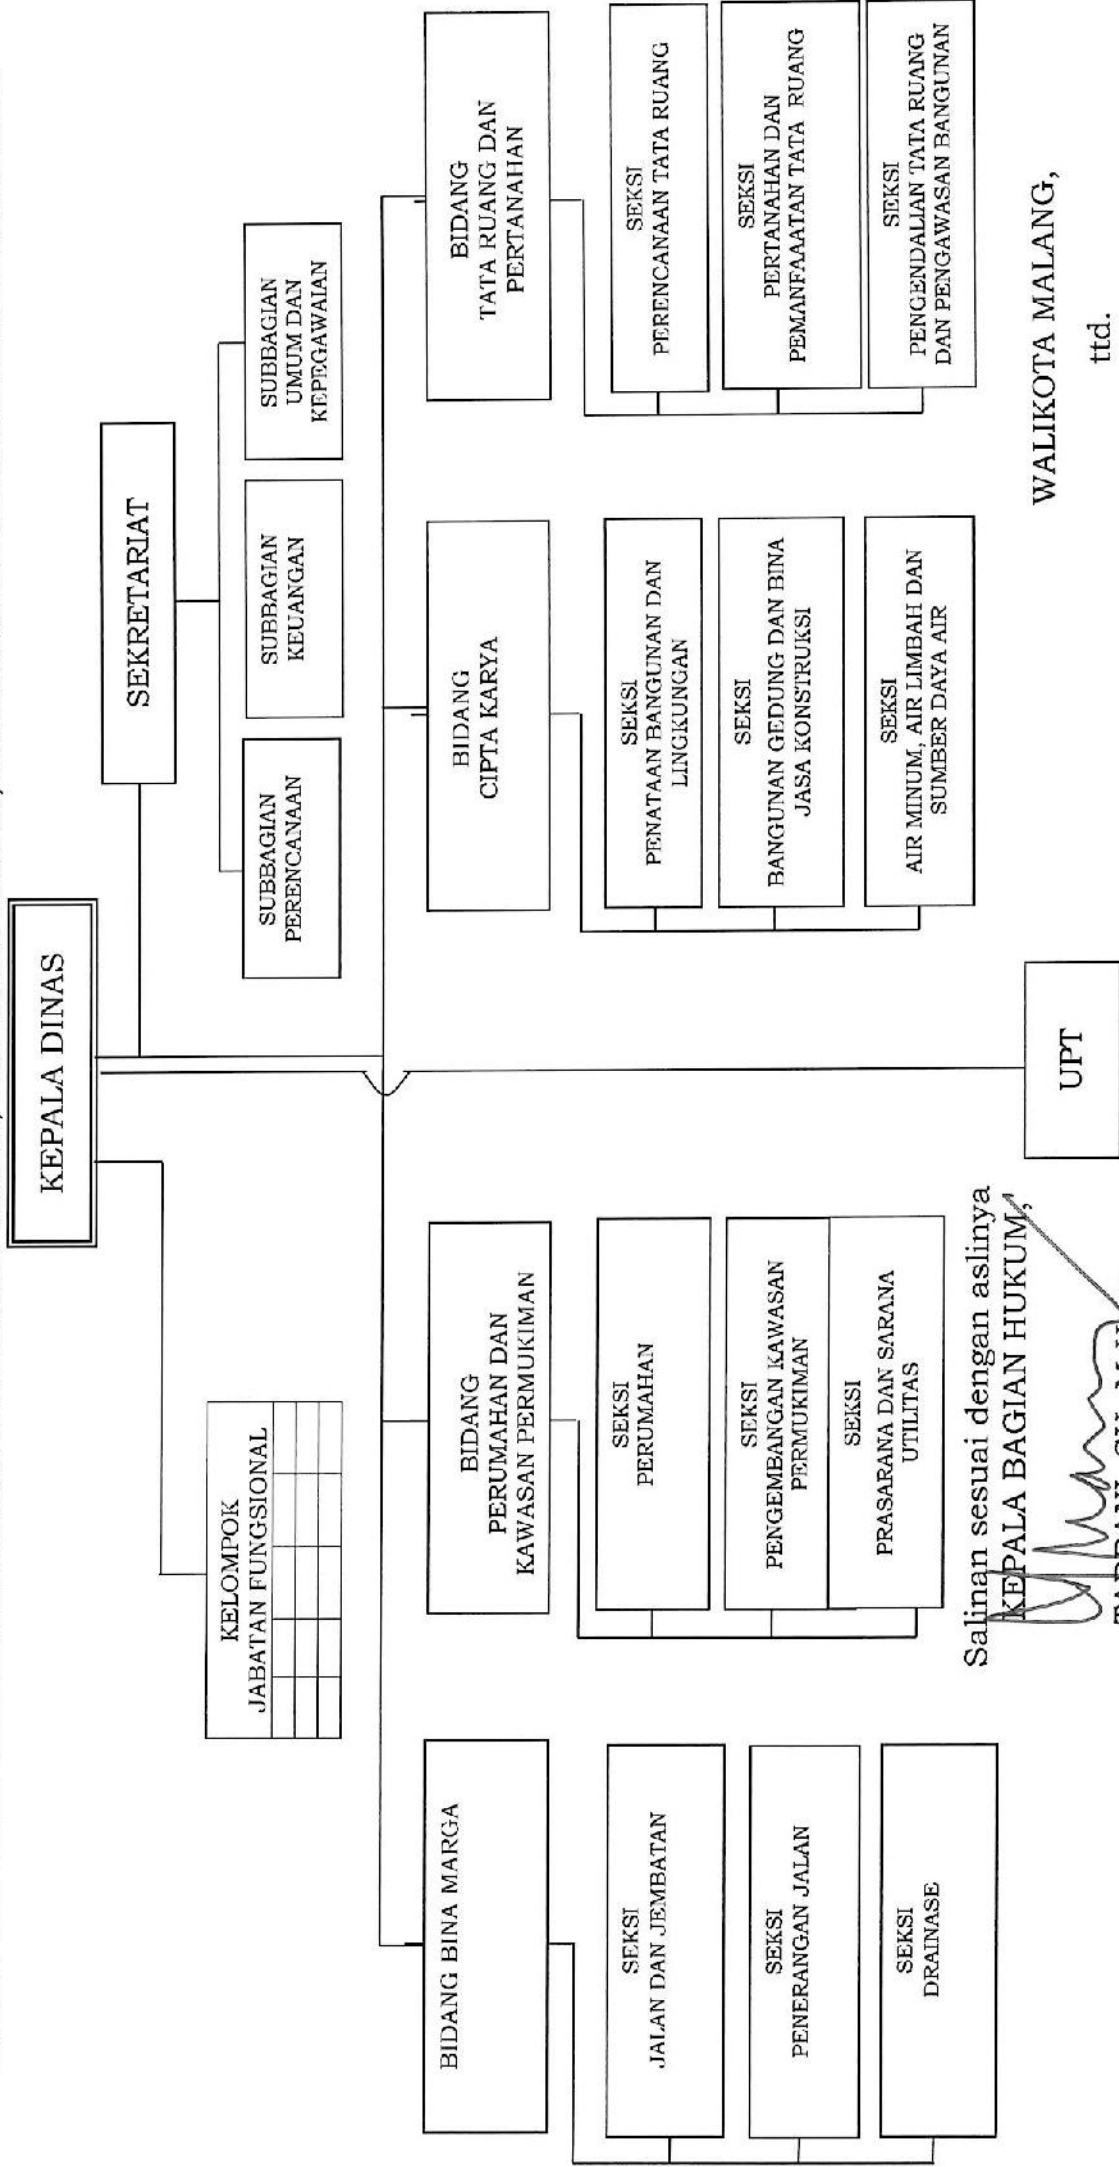 KEPALA DINAS
SEKRETARIAT
KELOMPOK
JABATAN FUNGSIONAL
SUBBAGIAN
PERENCANAAN
SUBBAGIAN
KEUANGAN
SUBBAGIAN
UMUM DAN
KEPEGAWAIAN
BIDANG BINA MARGA
SEKSI
JALAN DAN JEMBATAN
SEKSI
PENERANGAN JALAN
SEKSI
DRAINASE
BIDANG
PERUMAHAN DAN
KAWASAN PERMUKIMAN
SEKSI
PERUMAHAN
SEKSI
PENGEMBANGAN KAWASAN
PERMUKIMAN
SEKSI
PRASARANA DAN SARANA
UTILITAS
BIDANG
CIPTA KARYA
SEKSI
PENATAAN BANGUNAN DAN
LINGKUNGAN
SEKSI
BANGUNAN GEDUNG DAN BINA
JASA KONSTRUKSI
SEKSI
AIR MINUM, AIR LIMBAH DAN
SUMBER DAYA AIR
BIDANG
TATA RUANG DAN
PERTANAHAN
SEKSI
PERENCANAAN TATA RUANG
SEKSI
PERTANAHAN DAN
PEMANFAAATAN TATA RUANG
SEKSI
PENGENDALIAN TATA RUANG
DAN PENGAWASAN BANGUNAN
UPT
Salinan sesuai dengan aslinya
KEPALA BAGIAN HUKUM,
WALIKOTA MALANG,
ttd.